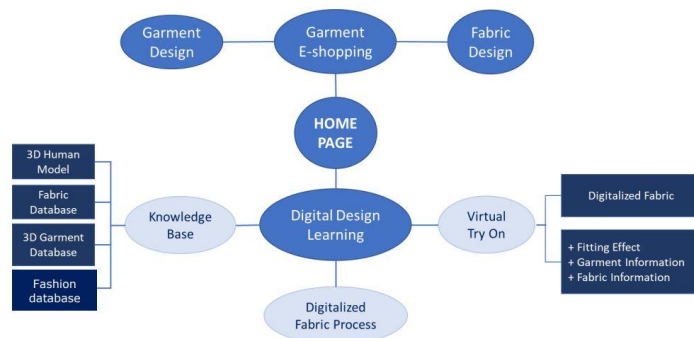 Garment
Design
Garment
E-shopping
Fabric
Design
HOME
PAGE
3D Human
Model
Fabric
Database
3D Garment
Database
Fashion
database
Knowledge
Base
Digital Design
Learning
Virtual
Try On
Digitalized Fabric
+ Fitting Effect
+ Garment Information
+ Fabric Information
Digitalized
Fabric Process